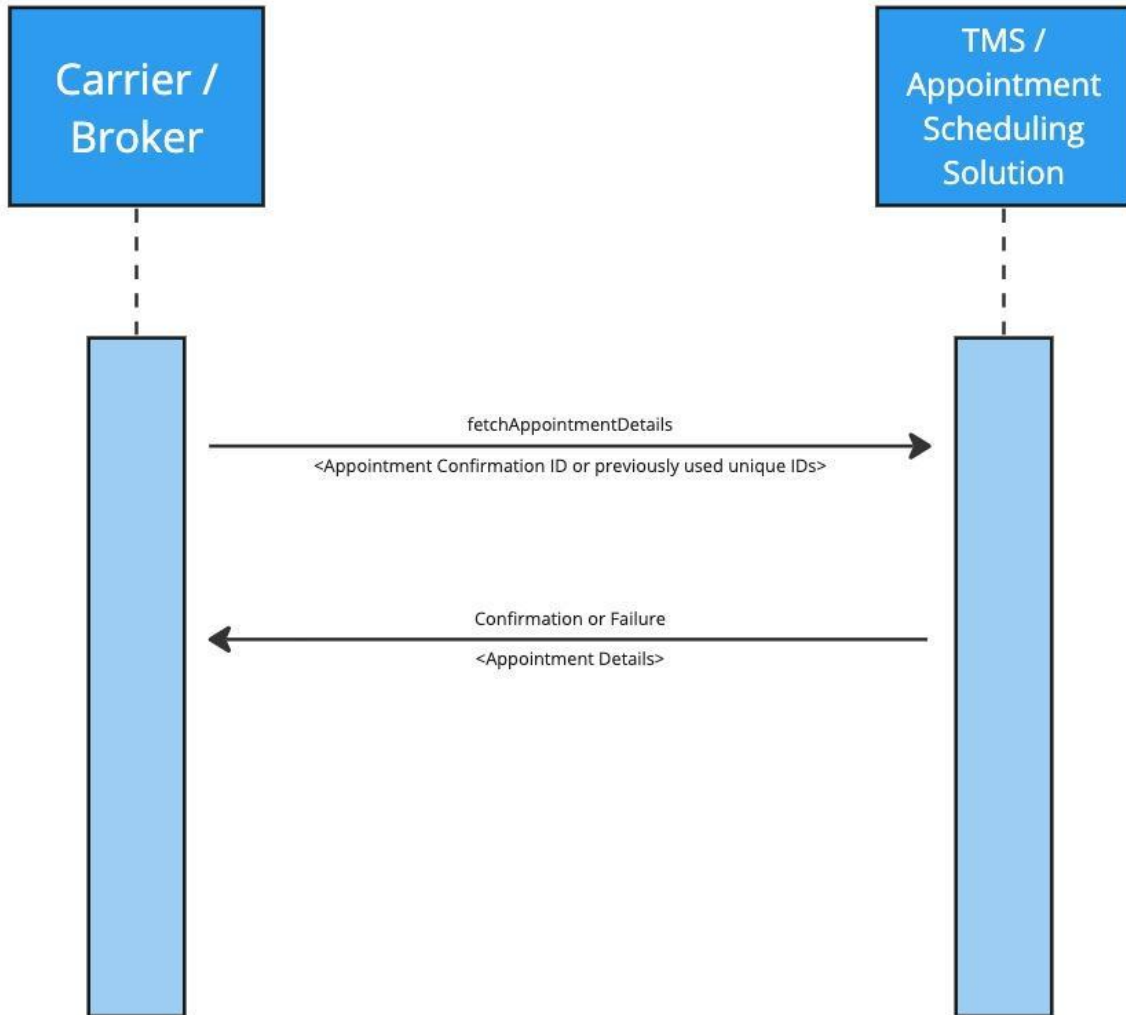 Carrier /
Broker
TMS /
Appointment
Scheduling
Solution
fetchAppointmentDetails
<Appointment Confirmation ID or previously used unique IDs>
Confirmation or Failure
<Appointment Details>